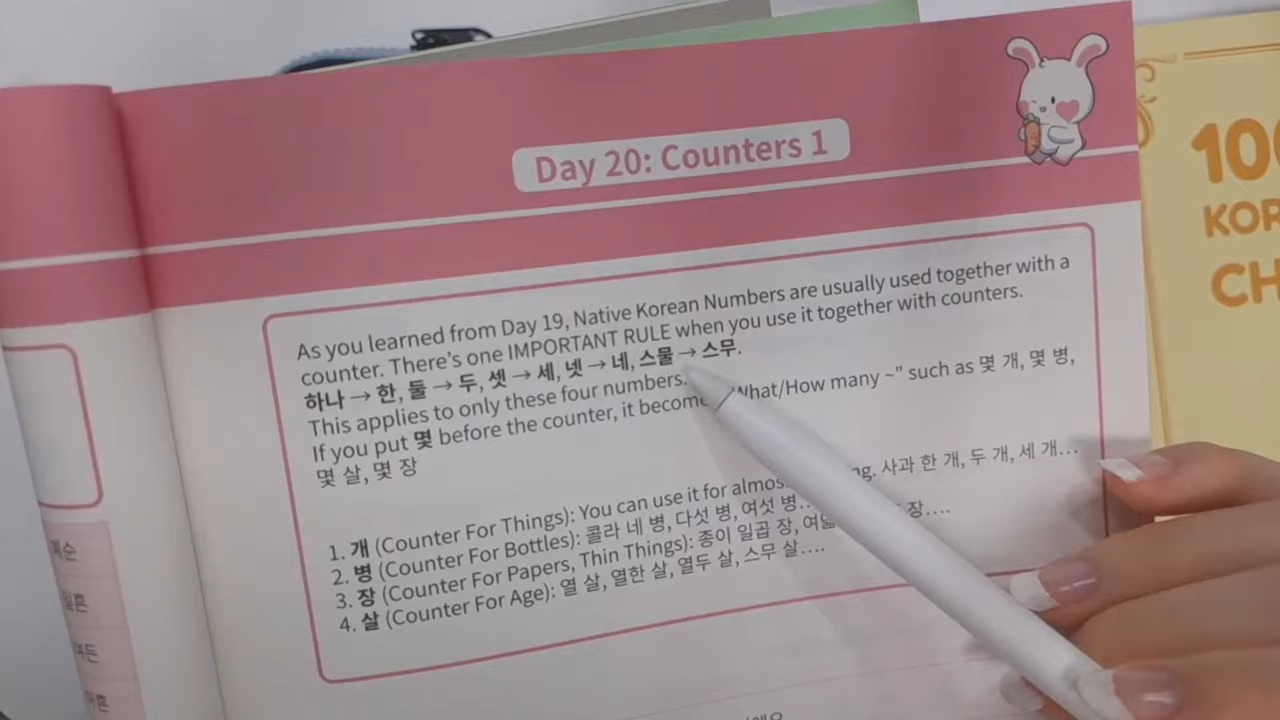 Day 20: Counters 1
As you learned from Day 19, Native Korean Numbers are usually used together with a
counter. There's one IMPORTANT RULE when you use it together with counters.
하나 → 한, 둘 → 두, 셋 → 세, 넷 → 네, 스물 → 스무.
This applies to only these four numbers.
If you put 몇 before the counter, it become What/How many ~" such as 몇 개, 몇 병,
몇 살, 몇 장
1. 개 (Counter For Things): You can use it for almos 사과 한 개, 두 개, 세 개…
2. 병 (Counter For Bottles): 콜라 네 병, 다섯 병, 여섯 병…
3. 장 (Counter For Papers, Thin Things): 종이 일곱 장, 장….
4. 살 (Counter For Age): 열 살, 열한 살, 열두 살, 스무 살….
100
KOR
CH